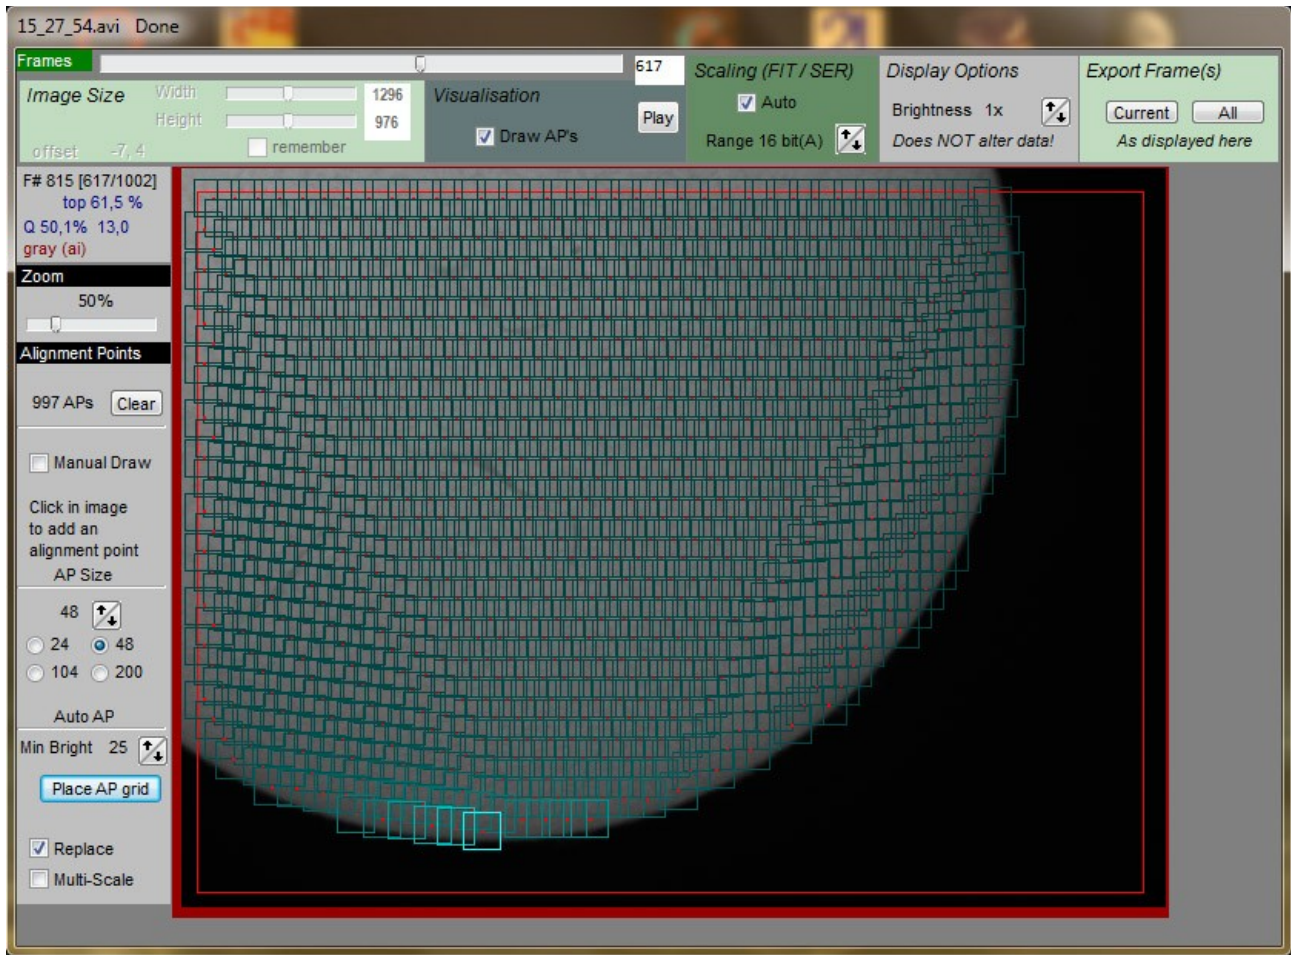 15_27_54.avi Done
Frames
617
Image Size Width 1296
Height 976
offset -7, 4 remember
Visualisation
Draw AP's
Play
Scaling (FIT / SER)
Auto
Range 16 bit(A)
Display Options
Brightness 1x
Does NOT alter data!
Export Frame(s)
Current All
As displayed here
F# 815 [617/1002]
top 61,5 %
Q 50,1% 13,0
gray (ai)
Zoom
50%
Alignment Points
997 APs Clear
Manual Draw
Click in image
to add an
alignment point
AP Size
48
24 48
104 200
Auto AP
Min Bright 25
Place AP grid
Replace
Multi-Scale